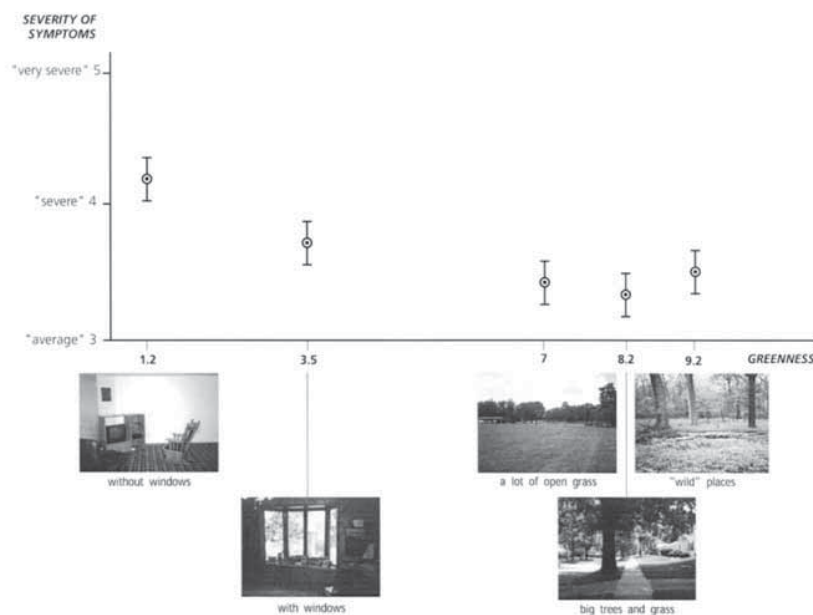 SEVERITY OF
SYMPTOMS
"very severe" 5
"severe" 4
"average" 3
1.2
3.5
7
8.2
9.2
GREENNESS
without windows
a lot of open grass
"wild" places
with windows
big trees and grass